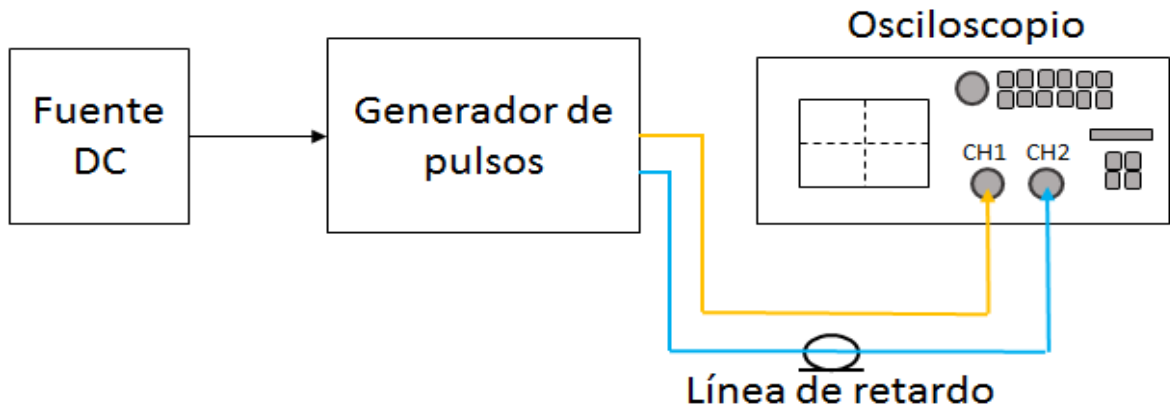 Osciloscopio
Fuente
DC
Generador de
pulsos
CH1 CH2
Línea de retardo